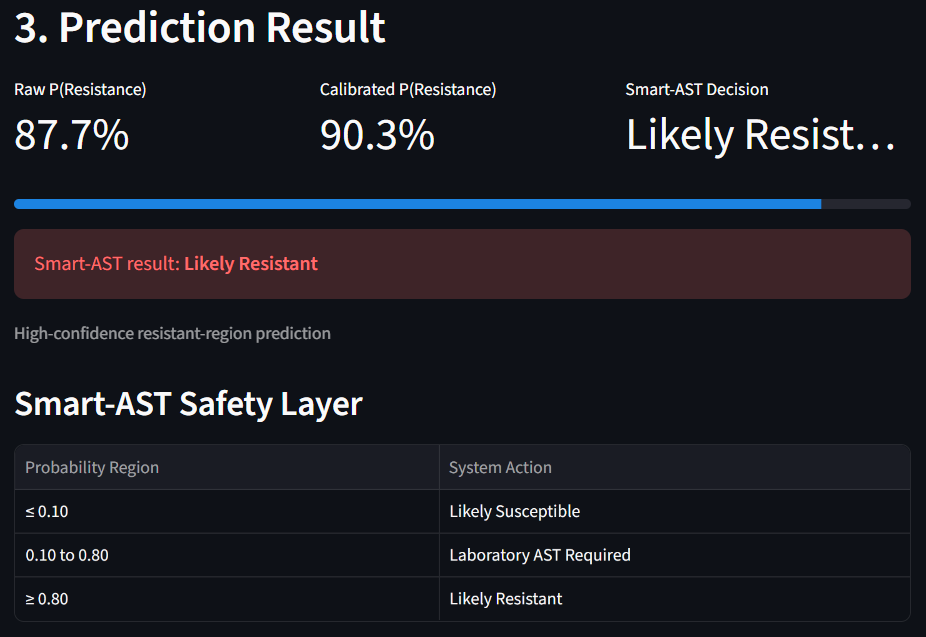 3. Prediction Result
Raw P(Resistance)
Calibrated P(Resistance)
Smart-AST Decision
87.7%
90.3%
Likely Resist…
Smart-AST result: Likely Resistant
High-confidence resistant-region prediction
Smart-AST Safety Layer
Probability Region
System Action
≤ 0.10
Likely Susceptible
0.10 to 0.80
Laboratory AST Required
≥ 0.80
Likely Resistant